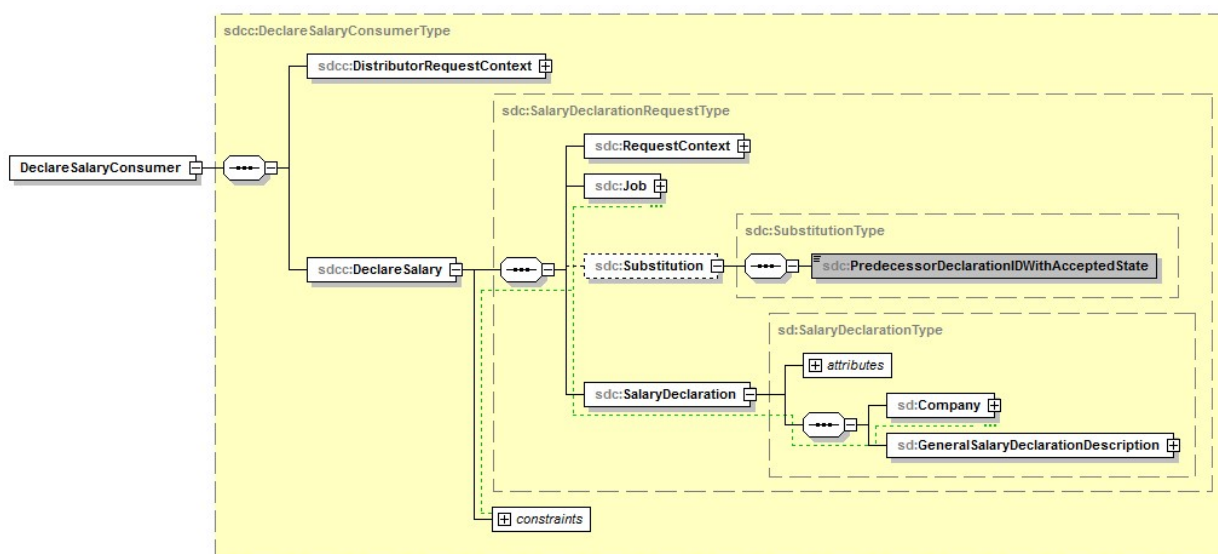 sdcc:DeclareSalaryConsumerType
sdcc:DistributorRequestContext
sdc:SalaryDeclarationRequestType
sdc:RequestContext
DeclareSalaryConsumer
sdc:Job
sdc:SubstitutionType
sdcc:DeclareSalary
sdc:Substitution
sdc:PredecessorDeclarationIDWithAcceptedState
sd:SalaryDeclarationType
attributes
sdc:SalaryDeclaration
sd:Company
sd:GeneralSalaryDeclarationDescription
constraints